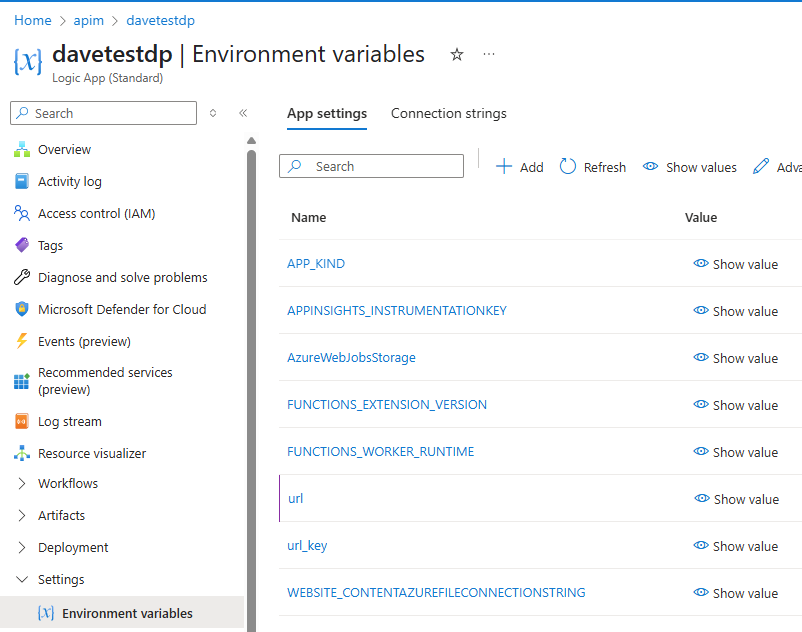 Home > apim > davetestdp
{x} davetestdp | Environment variables ☆ ...
Logic App (Standard)
Search
«
Overview
Activity log
Access control (IAM)
Tags
Diagnose and solve problems
Microsoft Defender for Cloud
Events (preview)
Recommended services
(preview)
Log stream
Resource visualizer
Workflows
Artifacts
Deployment
Settings
Environment variables
App settings Connection strings
Search
Add Refresh Show values Adva
Name Value
APP_KIND Show value
APPINSIGHTS_INSTRUMENTATIONKEY Show value
AzureWebJobsStorage Show value
FUNCTIONS_EXTENSION_VERSION Show value
FUNCTIONS_WORKER_RUNTIME Show value
url Show value
url_key Show value
WEBSITE_CONTENTAZUREFILECONNECTIONSTRING Show value